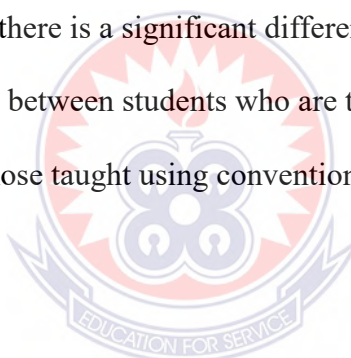 there is a significant differen
between students who are t
ose taught using convention
EDUCATION FOR SERVICE